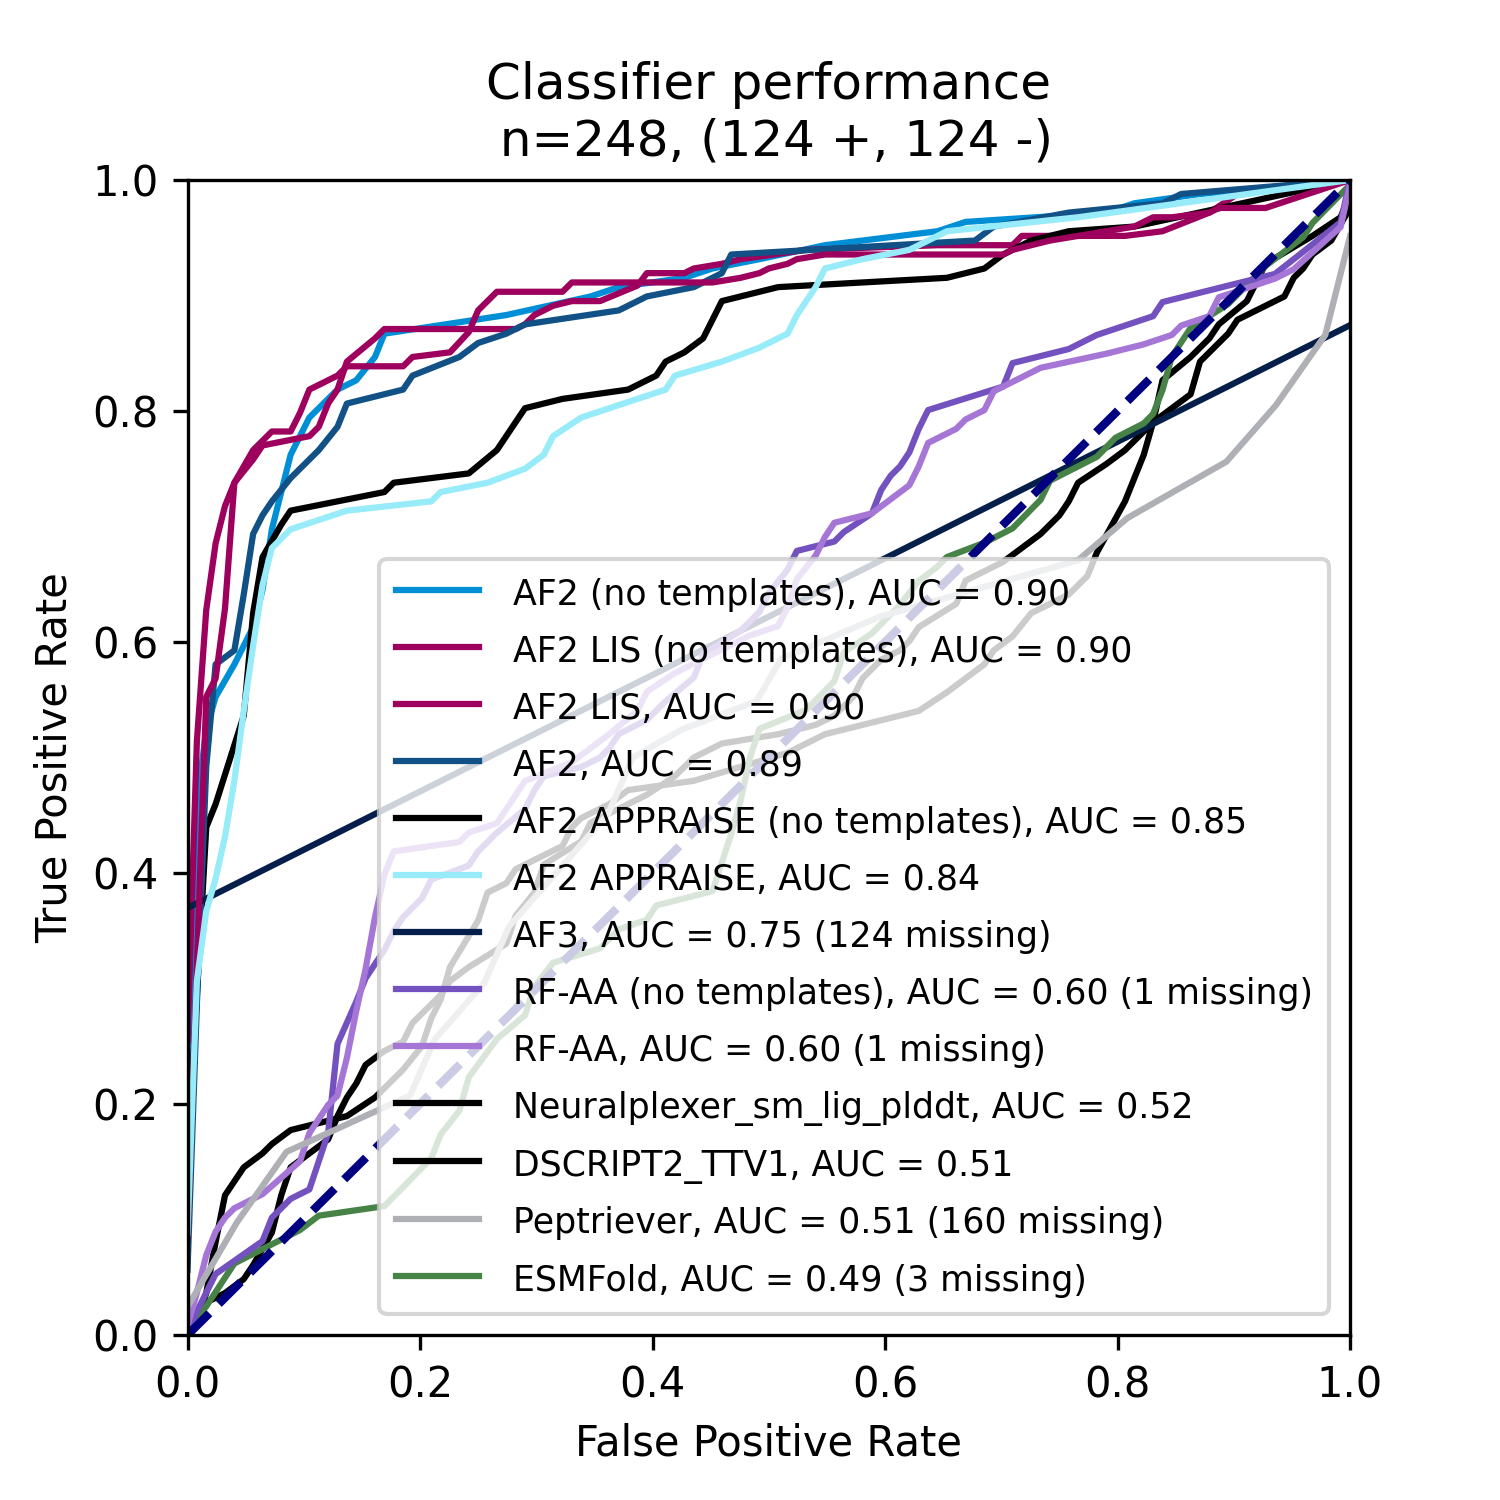 Classifier performance
n=248, (124 +, 124 -)
True Positive Rate
1.0
0.8
0.6
0.4
0.2
0.0
AF2 (no templates), AUC = 0.90
AF2 LIS (no templates), AUC = 0.90
AF2 LIS, AUC = 0.90
AF2, AUC = 0.89
AF2 APPRAISE (no templates), AUC = 0.85
AF2 APPRAISE, AUC = 0.84
AF3, AUC = 0.75 (124 missing)
RF-AA (no templates), AUC = 0.60 (1 missing)
RF-AA, AUC = 0.60 (1 missing)
Neuralplexer_sm_lig_plddt, AUC = 0.52
DSCRIPT2_TTV1, AUC = 0.51
Peptriever, AUC = 0.51 (160 missing)
ESMFold, AUC = 0.49 (3 missing)
0.0 0.2 0.4 0.6 0.8 1.0
False Positive Rate